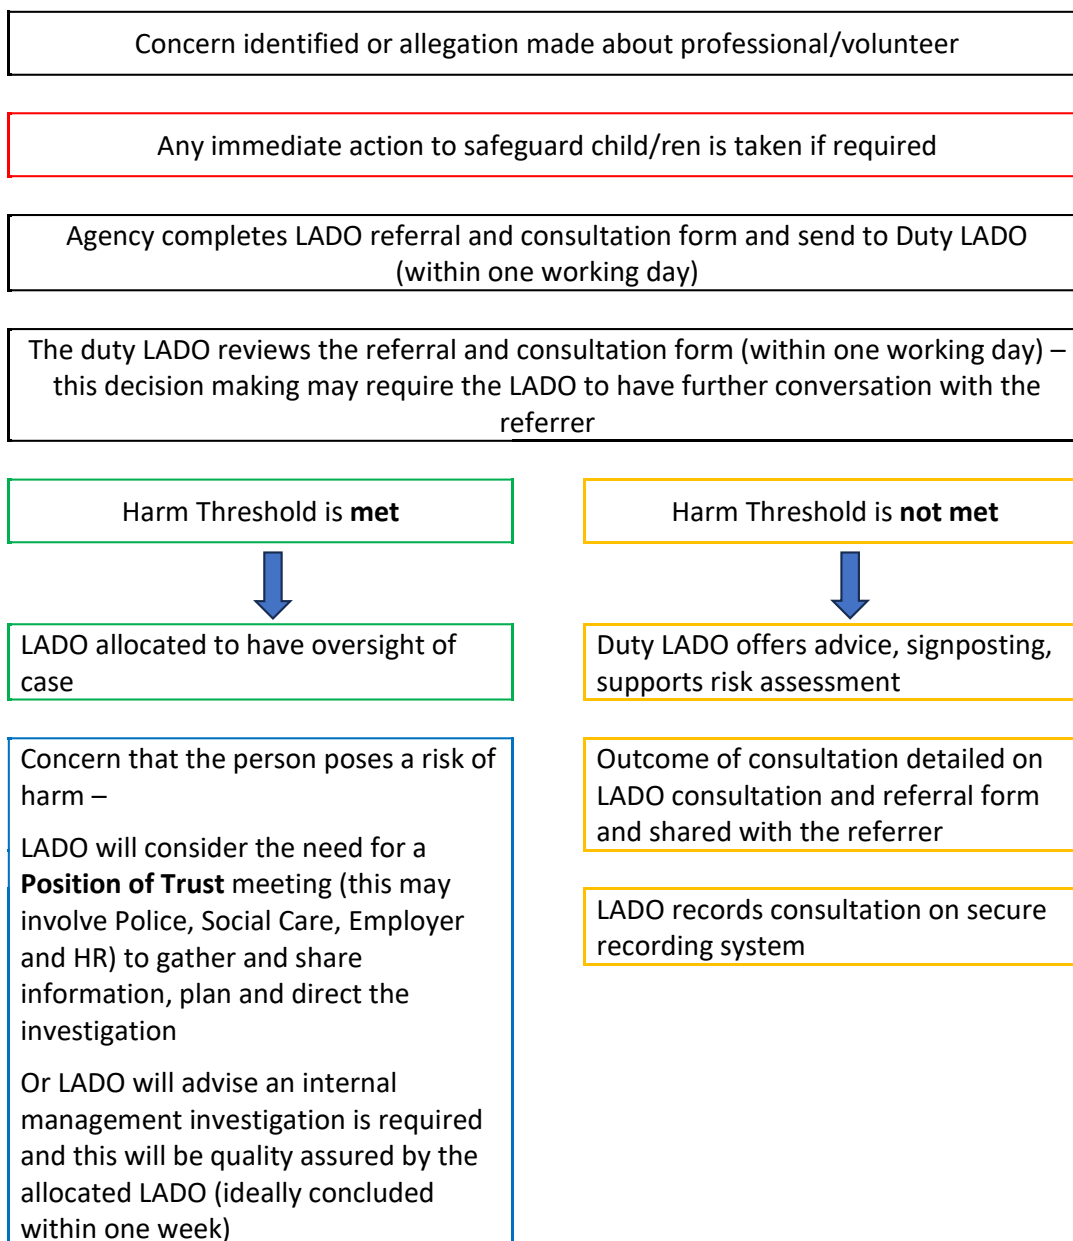 Concern identified or allegation made about professional/volunteer
Any immediate action to safeguard child/ren is taken if required
Agency completes LADO referral and consultation form and send to Duty LADO
(within one working day)
The duty LADO reviews the referral and consultation form (within one working day) –
this decision making may require the LADO to have further conversation with the
referrer
Harm Threshold is met
Harm Threshold is not met
LADO allocated to have oversight of
case
Duty LADO offers advice, signposting,
supports risk assessment
Concern that the person poses a risk of
harm –
LADO will consider the need for a
Position of Trust meeting (this may
involve Police, Social Care, Employer
and HR) to gather and share
information, plan and direct the
investigation
Or LADO will advise an internal
management investigation is required
and this will be quality assured by the
allocated LADO (ideally concluded
within one week)
Outcome of consultation detailed on
LADO consultation and referral form
and shared with the referrer
LADO records consultation on secure
recording system